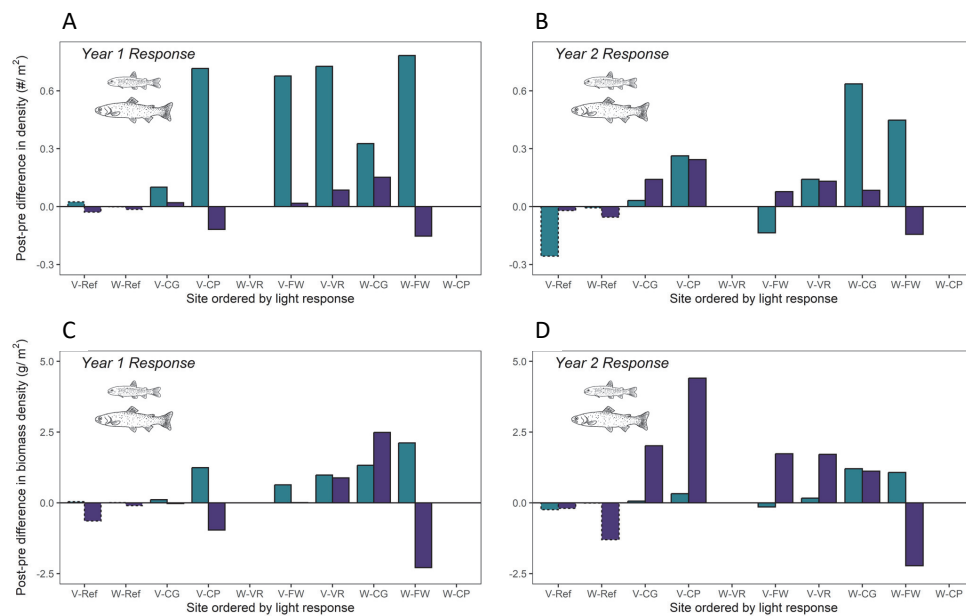 A
Year 1 Response
Post-pre difference in density (#/ m²)
0.6
0.3
0.0
-0.3
V-Ref W-Ref V-CG V-CP W-VR V-FW V-VR W-CG W-FW W-CP
Site ordered by light response
B
Year 2 Response
0.6
0.3
0.0
-0.3
V-Ref W-Ref V-CG V-CP W-VR V-FW V-VR W-CG W-FW W-CP
Site ordered by light response
C
Year 1 Response
Post-pre difference in biomass density (g/ m²)
5.0
2.5
0.0
-2.5
V-Ref W-Ref V-CG V-CP W-VR V-FW V-VR W-CG W-FW W-CP
Site ordered by light response
D
Year 2 Response
5.0
2.5
0.0
-2.5
V-Ref W-Ref V-CG V-CP W-VR V-FW V-VR W-CG W-FW W-CP
Site ordered by light response